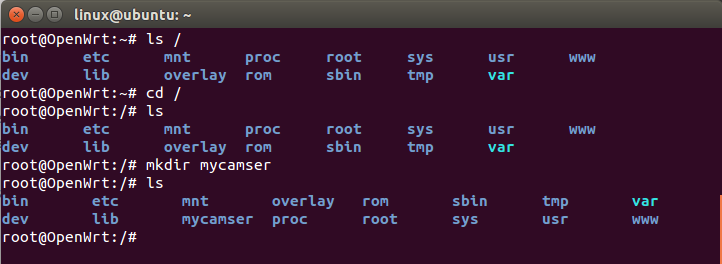 linux@ubuntu: ~
root@OpenWrt:~# ls /
bin etc mnt proc root sys usr www
dev lib overlay rom sbin tmp var
root@OpenWrt:~# cd /
root@OpenWrt:/# ls
bin etc mnt proc root sys usr www
dev lib overlay rom sbin tmp var
root@OpenWrt:/# mkdir mycamser
root@OpenWrt:/# ls
bin etc mnt overlay rom sbin tmp var
dev lib mycamser proc root sys usr www
root@OpenWrt:/#